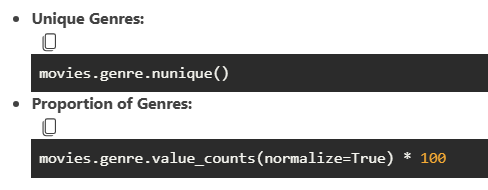 Unique Genres:
movies.genre.nunique()
Proportion of Genres:
movies.genre.value_counts(normalize=True) * 100